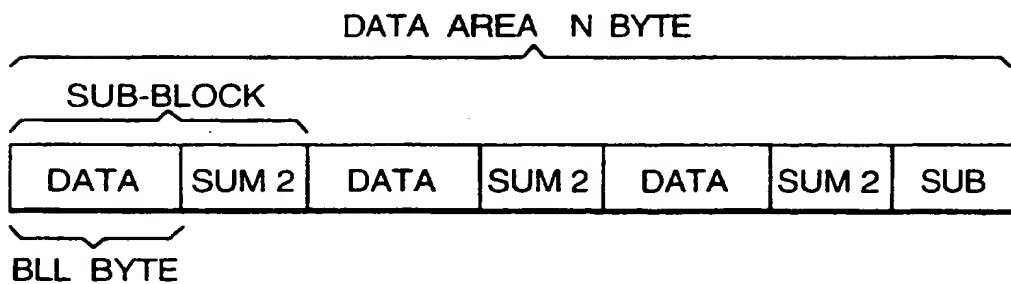 DATA AREA N BYTE
SUB-BLOCK
DATA SUM 2 DATA SUM 2 DATA SUM 2 SUB
BLL BYTE